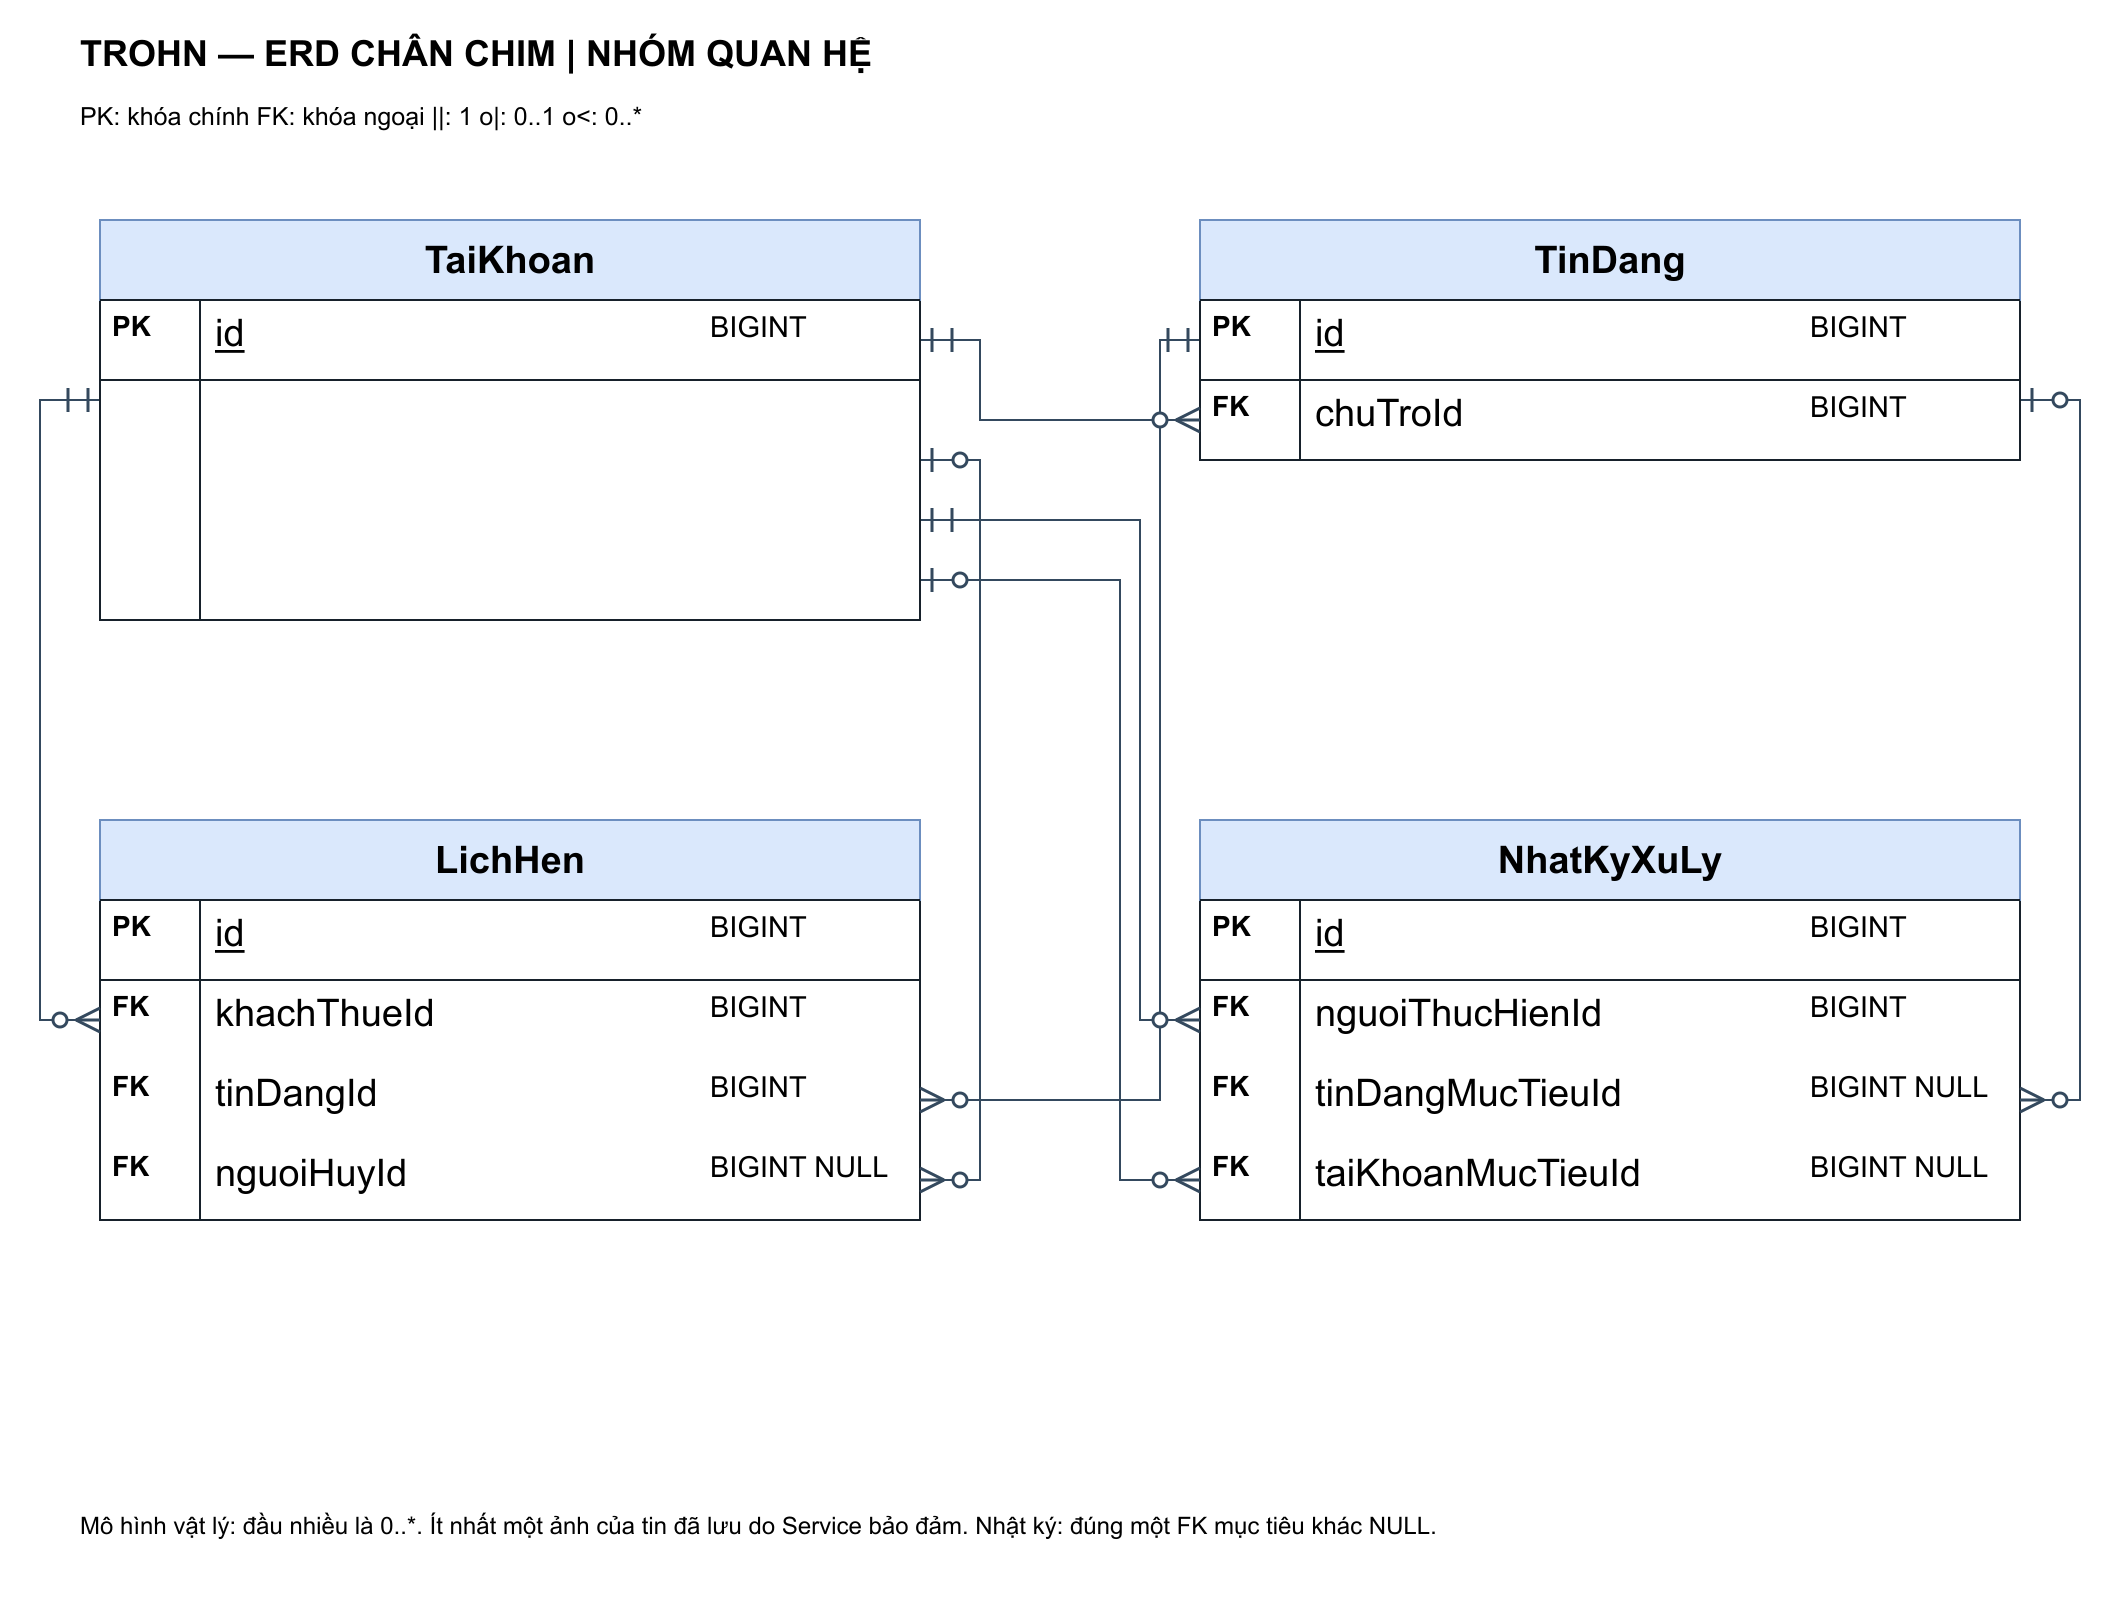 TROHN — ERD CHÂN CHIM | NHÓM QUAN HỆ
PK: khóa chính FK: khóa ngoại ||: 1 o|: 0..1 o<: 0..*
TaiKhoan
PK id BIGINT
TinDang
PK id BIGINT
FK chuTroId BIGINT
LichHen
PK id BIGINT
FK khachThueId BIGINT
FK tinDangId BIGINT
FK nguoiHuyId BIGINT NULL
NhatKyXuLy
PK id BIGINT
FK nguoiThucHienId BIGINT
FK tinDangMucTieuId BIGINT NULL
FK taiKhoanMucTieuId BIGINT NULL
Mô hình vật lý: đầu nhiều là 0..*. Ít nhất một ảnh của tin đã lưu do Service bảo đảm. Nhật ký: đúng một FK mục tiêu khác NULL.